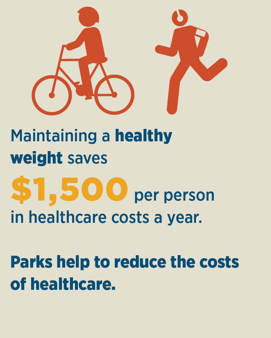 Maintaining a healthy
weight saves
$1,500 per person
in healthcare costs a year.
Parks help to reduce the costs
of healthcare.